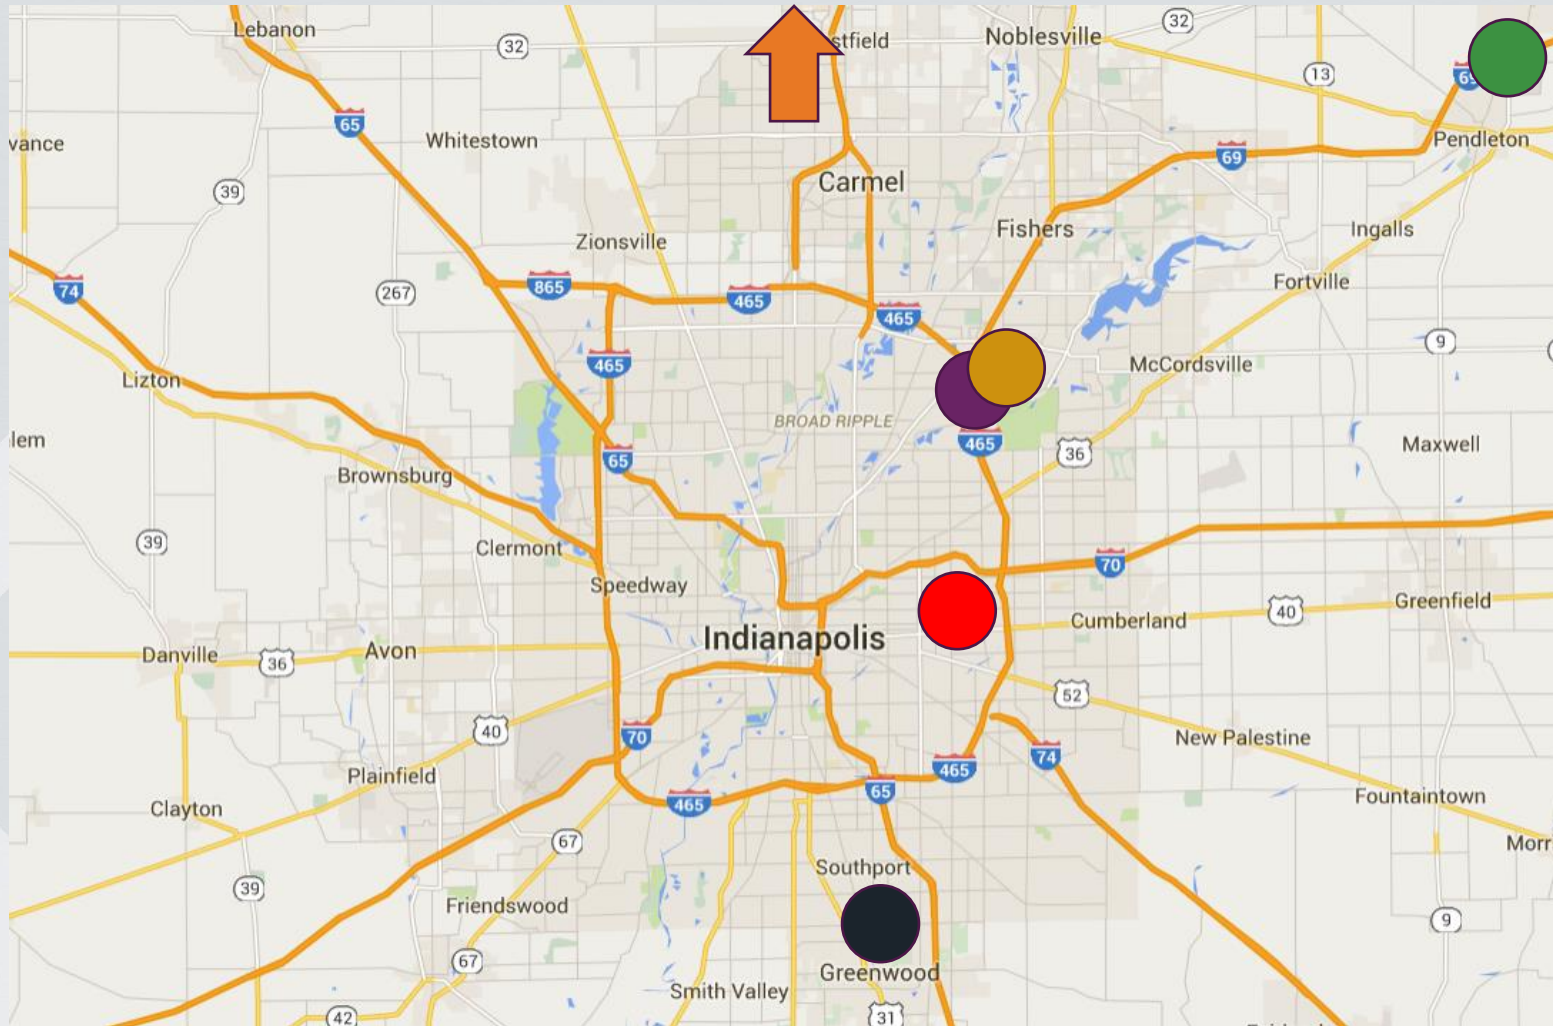 Lebanon
32
stfield
Noblesville
32
13
69
65
Whitestown
vance
69
Pendleton
Carmel
39
Fishers
Ingalls
Zionsville
74
267
865
465
Fortville
465
9
465
McCordsville
Lizton
BROAD RIPPLE
lem
465
36
Maxwell
65
Brownsburg
39
Clermont
70
Speedway
40
Greenfield
Cumberland
Indianapolis
Danville
36
Avon
52
40
70
New Palestine
74
465
Plainfield
65
Fountaintown
465
Clayton
67
Morr
Southport
39
Friendswood
9
67
Greenwood
Smith Valley
42
31